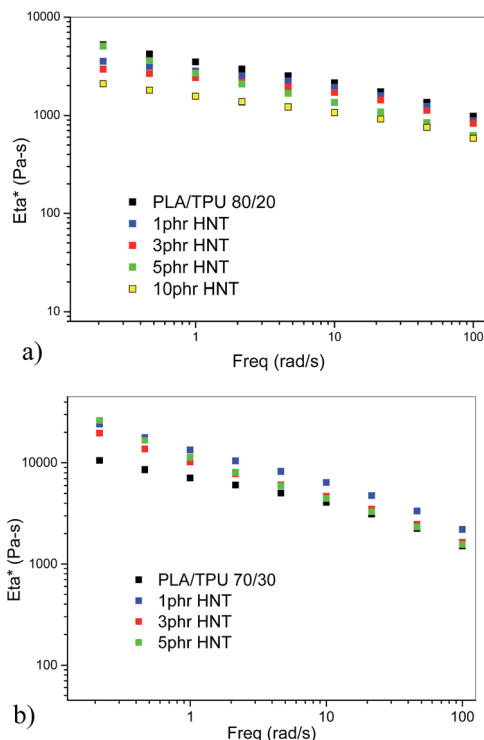 10000
1000
100
10
Eta* (Pa-s)
PLA/TPU 80/20
1phr HNT
3phr HNT
5phr HNT
10phr HNT
1
10
100
a)
Freq (rad/s)
10000
1000
100
Eta* (Pa-s)
PLA/TPU 70/30
1phr HNT
3phr HNT
5phr HNT
1
10
100
b)
Freq (rad/s)